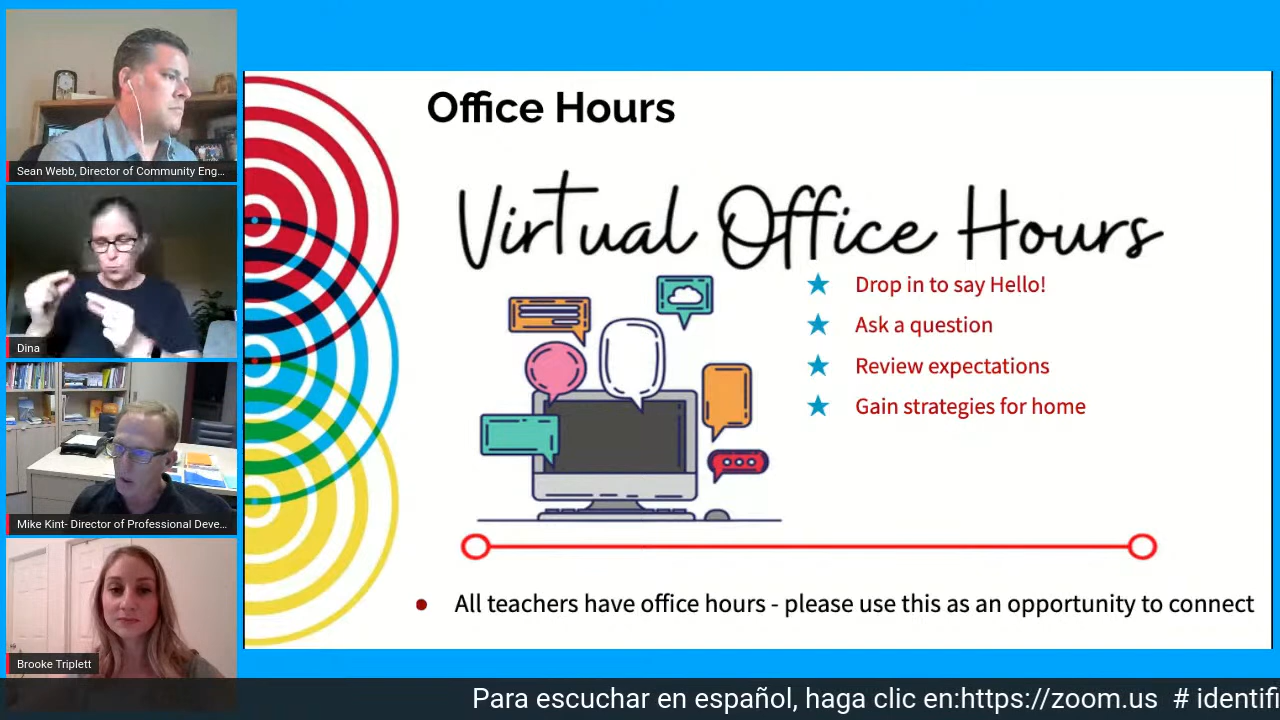 Sean Webb, Director of Community Eng...
Dina
Mike Kint- Director of Professional Deve...
Brooke Triplett
Office Hours
Virtual Office Hours
Drop in to say Hello!
Ask a question
Review expectations
Gain strategies for home
All teachers have office hours - please use this as an opportunity to connect
Para escuchar en español, haga clic en:https://zoom.us # identifi